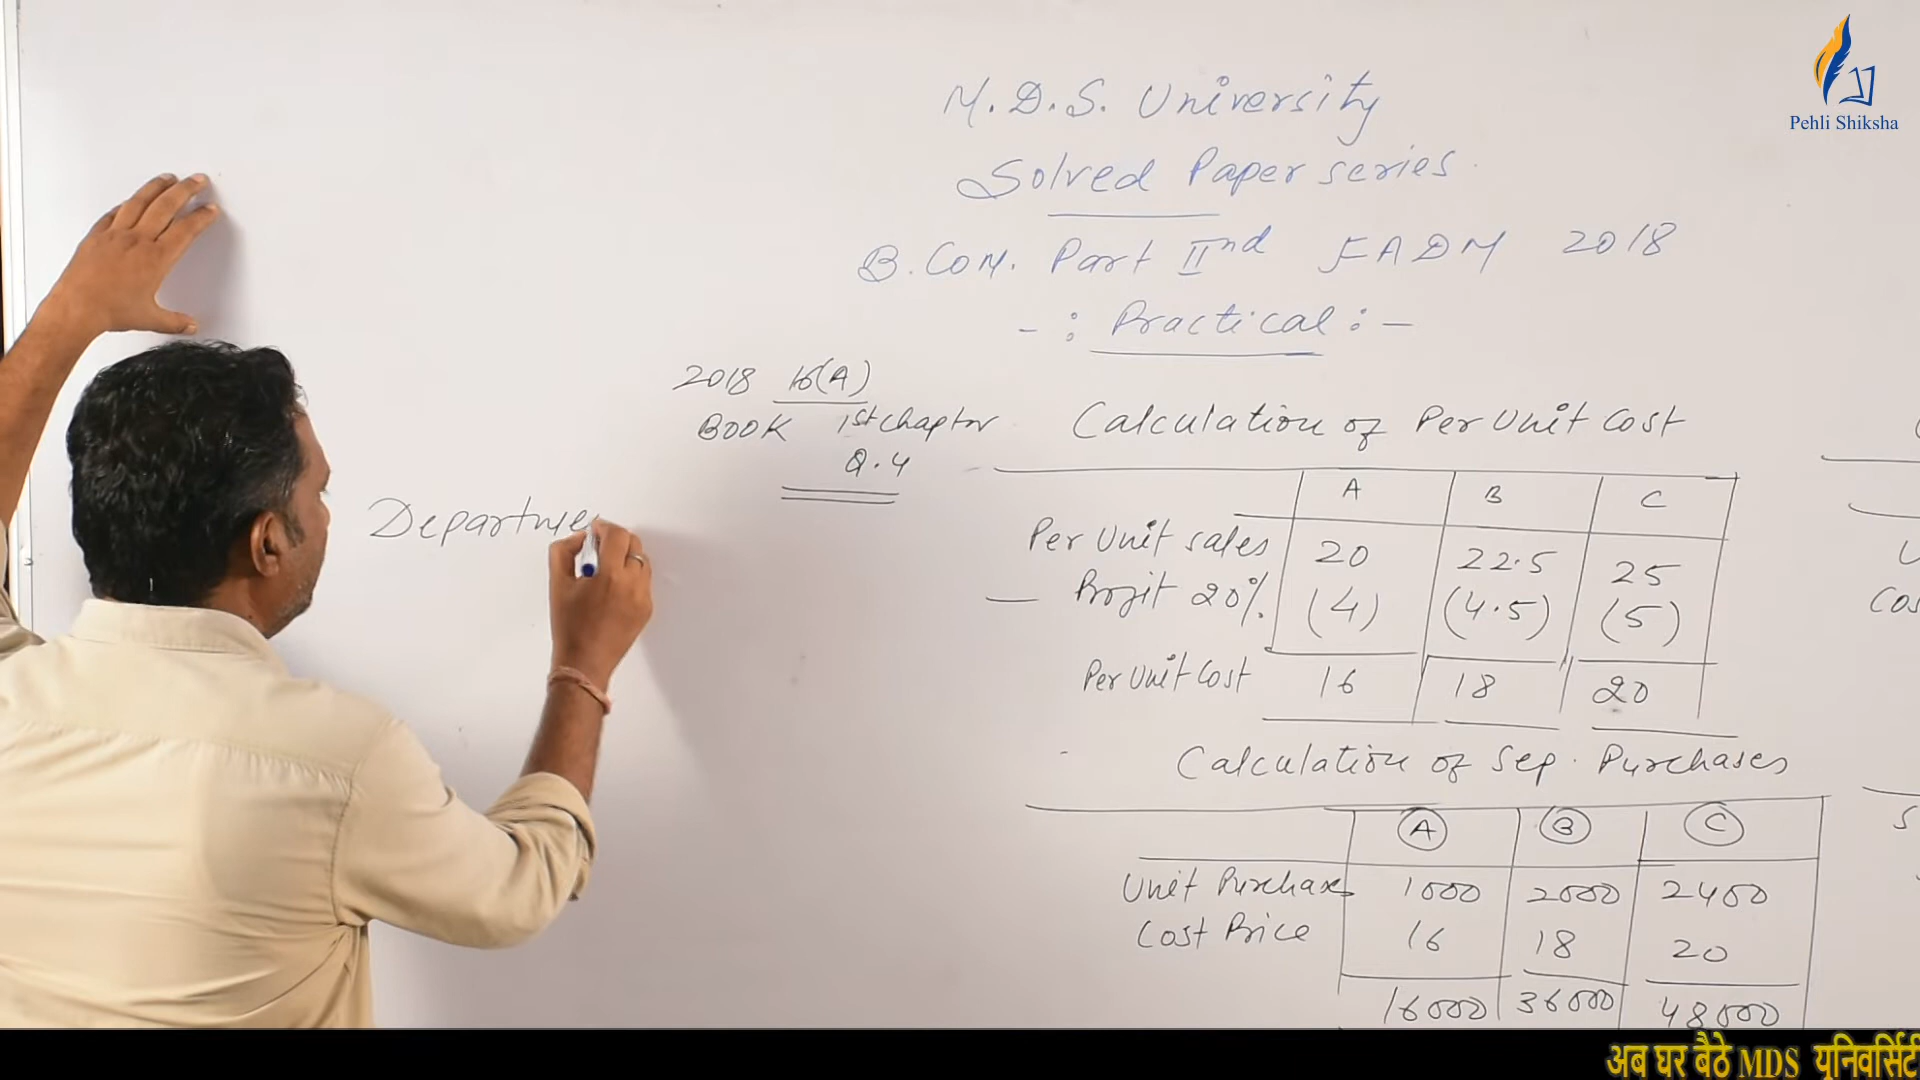 Pehli Shiksha
M.D.S. University
Solved Paper series
B.COM. Part IInd FADM 2018
-: Practical :-
2018 16(A)
BOOK 1st chapter
Q.4
Departme
Calculation of Per Unit Cost
A B C
Per Unit sales 20 22.5 25
— Profit 20% (4) (4.5) (5)
Per Unit Cost 16 18 20
Calculation of Sep. Purchases
A B C
Unit Purchases 1000 2000 2400
Cost Price 16 18 20
16000 36000 48000
अब घर बैठे MDS यूनिवर्सिटी